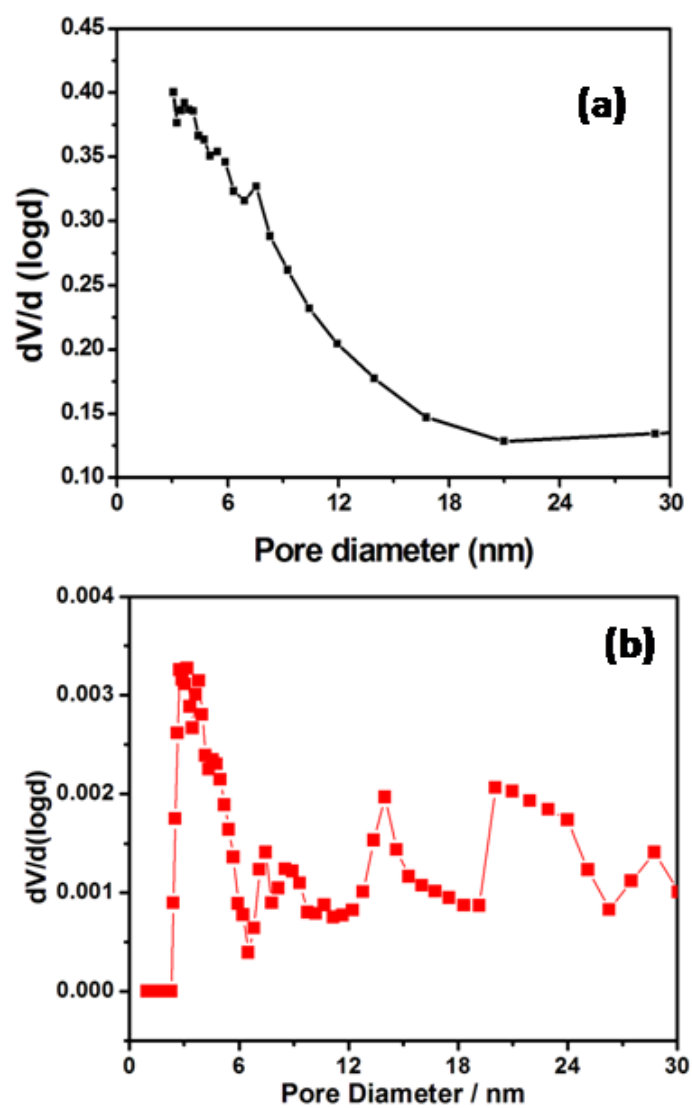 0.45
0.40
0.35
0.30
0.25
0.20
0.15
0.10
dV/d (logd)
(a)
0 6 12 18 24 30
Pore diameter (nm)
0.004
0.003
0.002
0.001
0.000
dV/d(logd)
(b)
0 6 12 18 24 30
Pore Diameter / nm